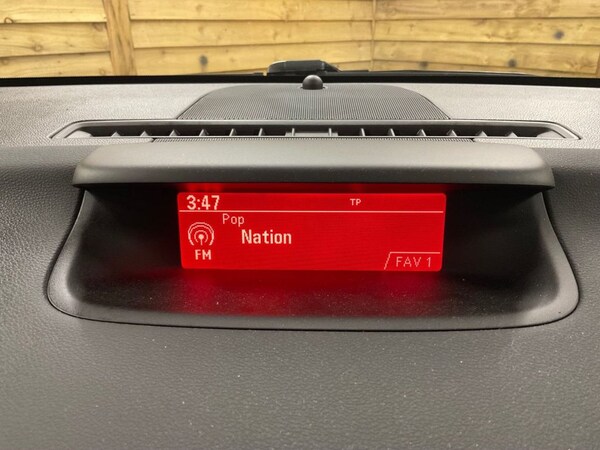 3:47 TP
Pop
Nation
FM
FAV 1